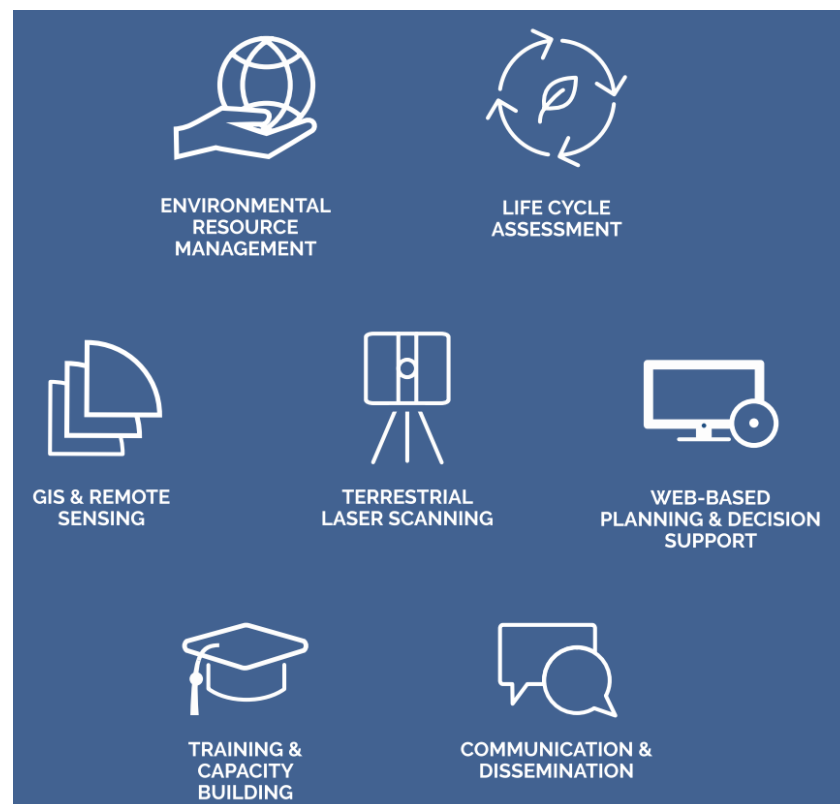 ENVIRONMENTAL
RESOURCE
MANAGEMENT
LIFE CYCLE
ASSESSMENT
GIS & REMOTE
SENSING
TERRESTRIAL
LASER SCANNING
WEB-BASED
PLANNING & DECISION
SUPPORT
TRAINING &
CAPACITY
BUILDING
COMMUNICATION &
DISSEMINATION